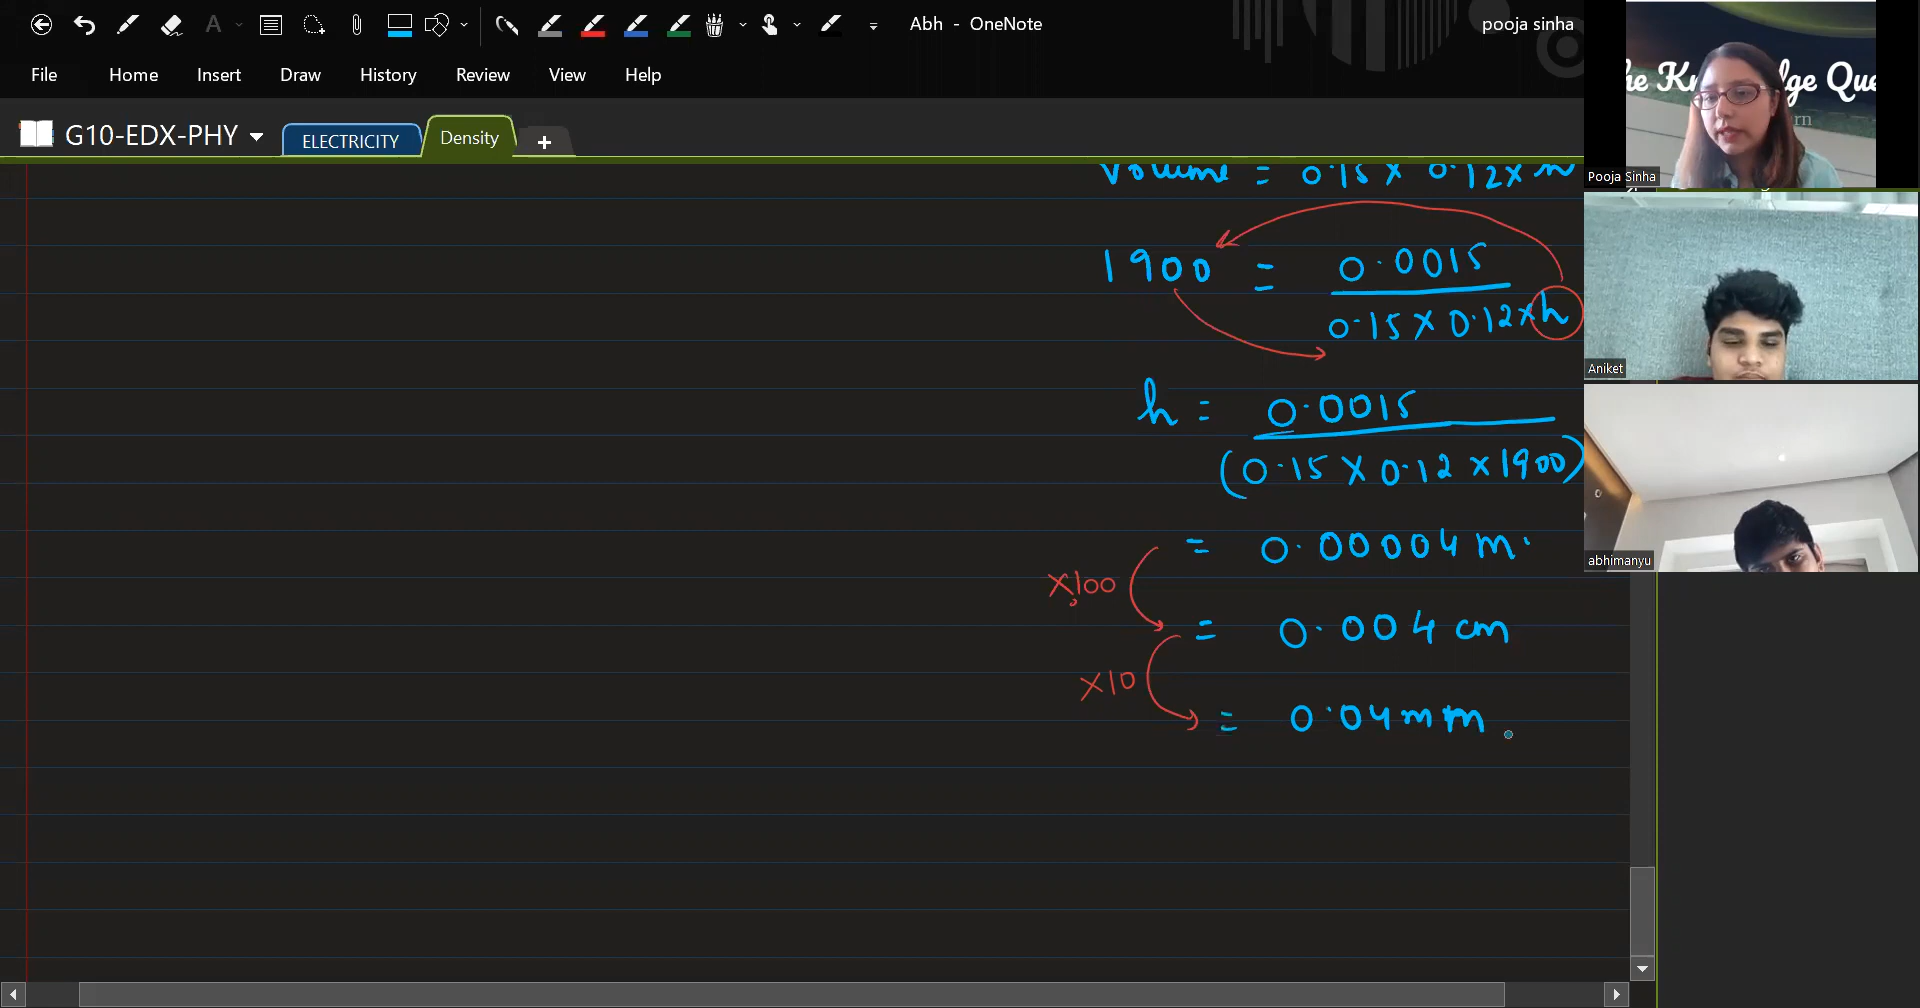 Abh - OneNote
pooja sinha
File Home Insert Draw History Review View Help
G10-EDX-PHY ELECTRICITY Density +
Pooja Sinha
Aniket
abhimanyu
Volume = 0.15 × 0.12 × h
1900 = 0.0015
0.15 × 0.12 × h
h = 0.0015
(0.15 × 0.12 × 1900)
= 0.00004 m.
×100
= 0.004 cm
×10
= 0.04 mm